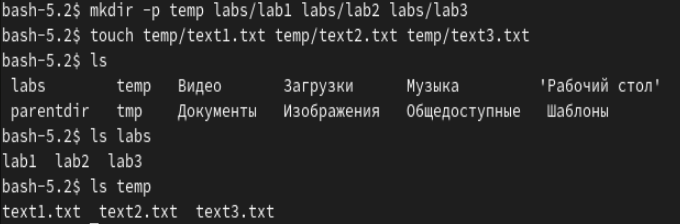 bash-5.2$ mkdir -p temp labs/lab1 labs/lab2 labs/lab3
bash-5.2$ touch temp/text1.txt temp/text2.txt temp/text3.txt
bash-5.2$ ls
labs temp Видео Загрузки Музыка 'Рабочий стол'
parentdir tmp Документы Изображения Общедоступные Шаблоны
bash-5.2$ ls labs
lab1 lab2 lab3
bash-5.2$ ls temp
text1.txt text2.txt text3.txt